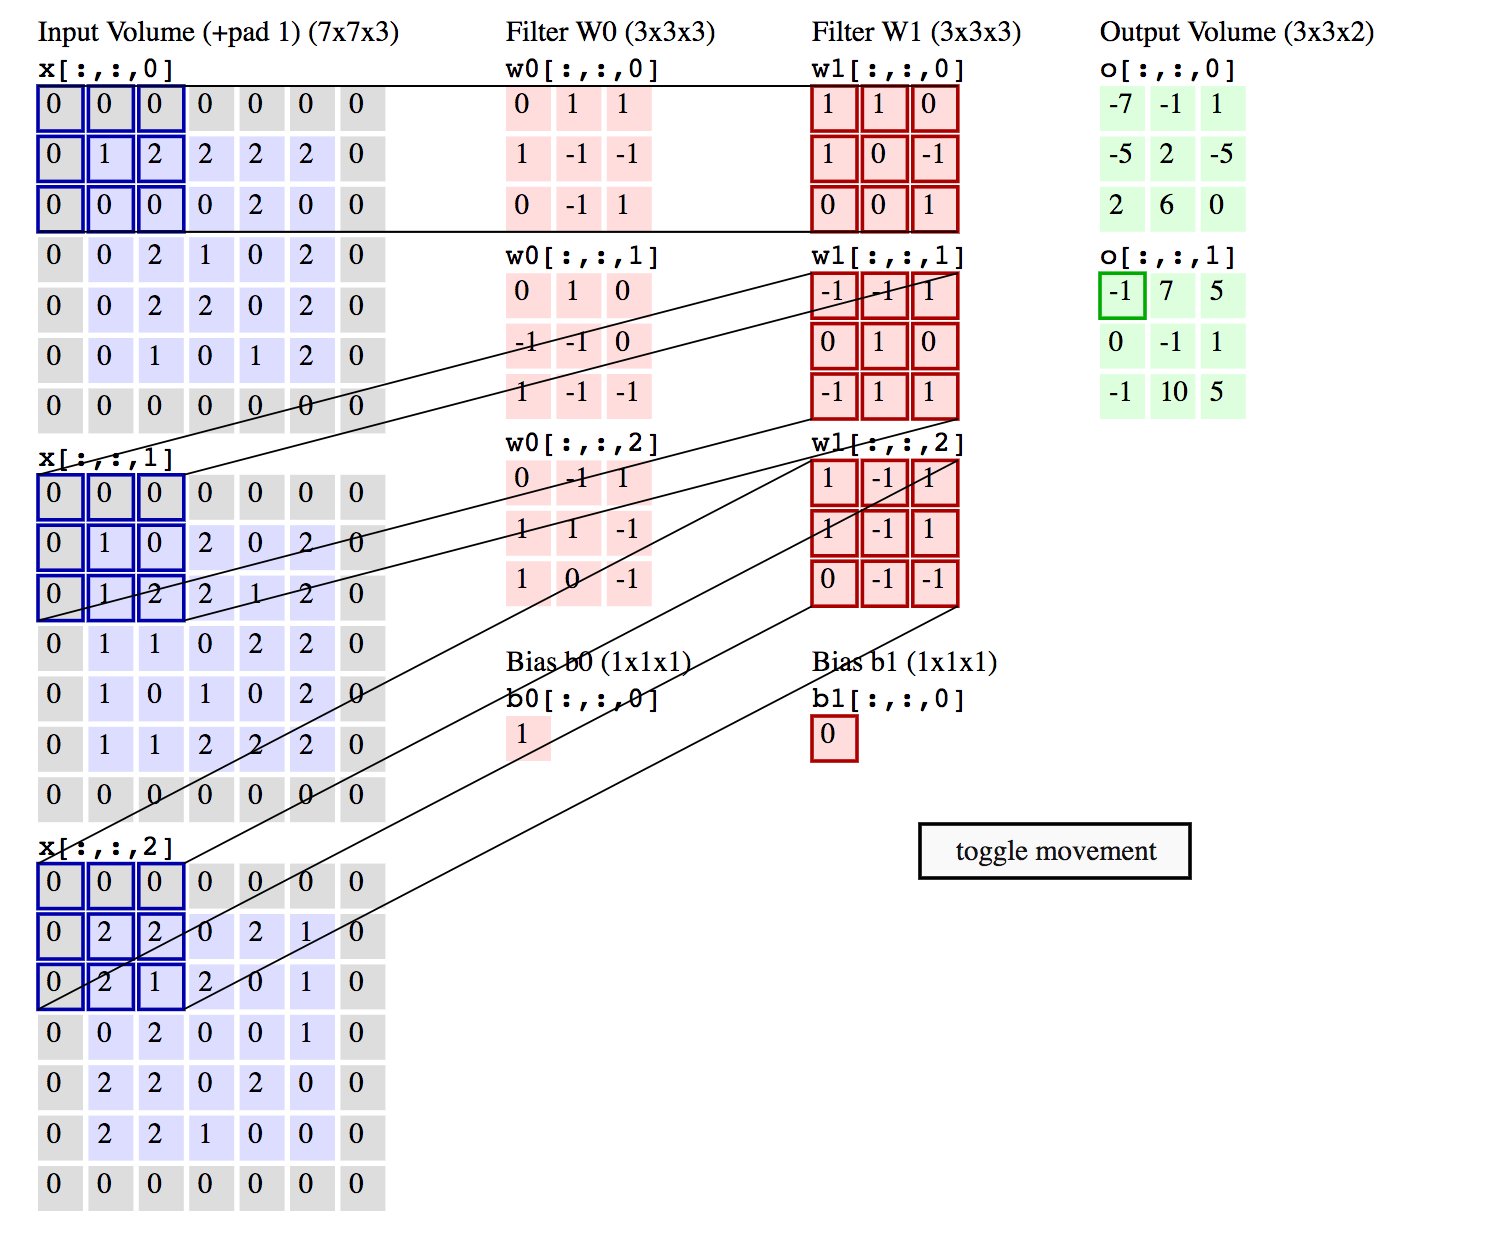 Input Volume (+pad 1) (7x7x3)
x[:,:,0]
0 0 0 0 0 0 0
0 1 2 2 2 2 0
0 0 0 0 2 0 0
0 0 2 1 0 2 0
0 0 2 2 0 2 0
0 0 1 0 1 2 0
0 0 0 0 0 0 0
x[:,:,1]
0 0 0 0 0 0 0
0 1 0 2 0 2 0
0 1 2 2 1 2 0
0 1 1 0 2 2 0
0 1 0 1 0 2 0
0 1 1 2 2 2 0
0 0 0 0 0 0 0
x[:,:,2]
0 0 0 0 0 0 0
0 2 2 0 2 1 0
0 2 1 2 0 1 0
0 0 2 0 0 1 0
0 2 2 0 2 0 0
0 2 2 1 0 0 0
0 0 0 0 0 0 0
Filter W0 (3x3x3)
w0[:,:,0]
0 1 1
1 -1 -1
0 -1 1
w0[:,:,1]
0 1 0
-1 -1 0
1 -1 -1
w0[:,:,2]
0 -1 1
1 1 -1
1 0 -1
Bias b0 (1x1x1)
b0[:,:,0]
1
Filter W1 (3x3x3)
w1[:,:,0]
1 1 0
1 0 -1
0 0 1
w1[:,:,1]
-1 -1 1
0 1 0
-1 1 1
w1[:,:,2]
1 -1 1
1 -1 1
0 -1 -1
Bias b1 (1x1x1)
b1[:,:,0]
0
Output Volume (3x3x2)
o[:,:,0]
-7 -1 1
-5 2 -5
2 6 0
o[:,:,1]
-1 7 5
0 -1 1
-1 10 5
toggle movement